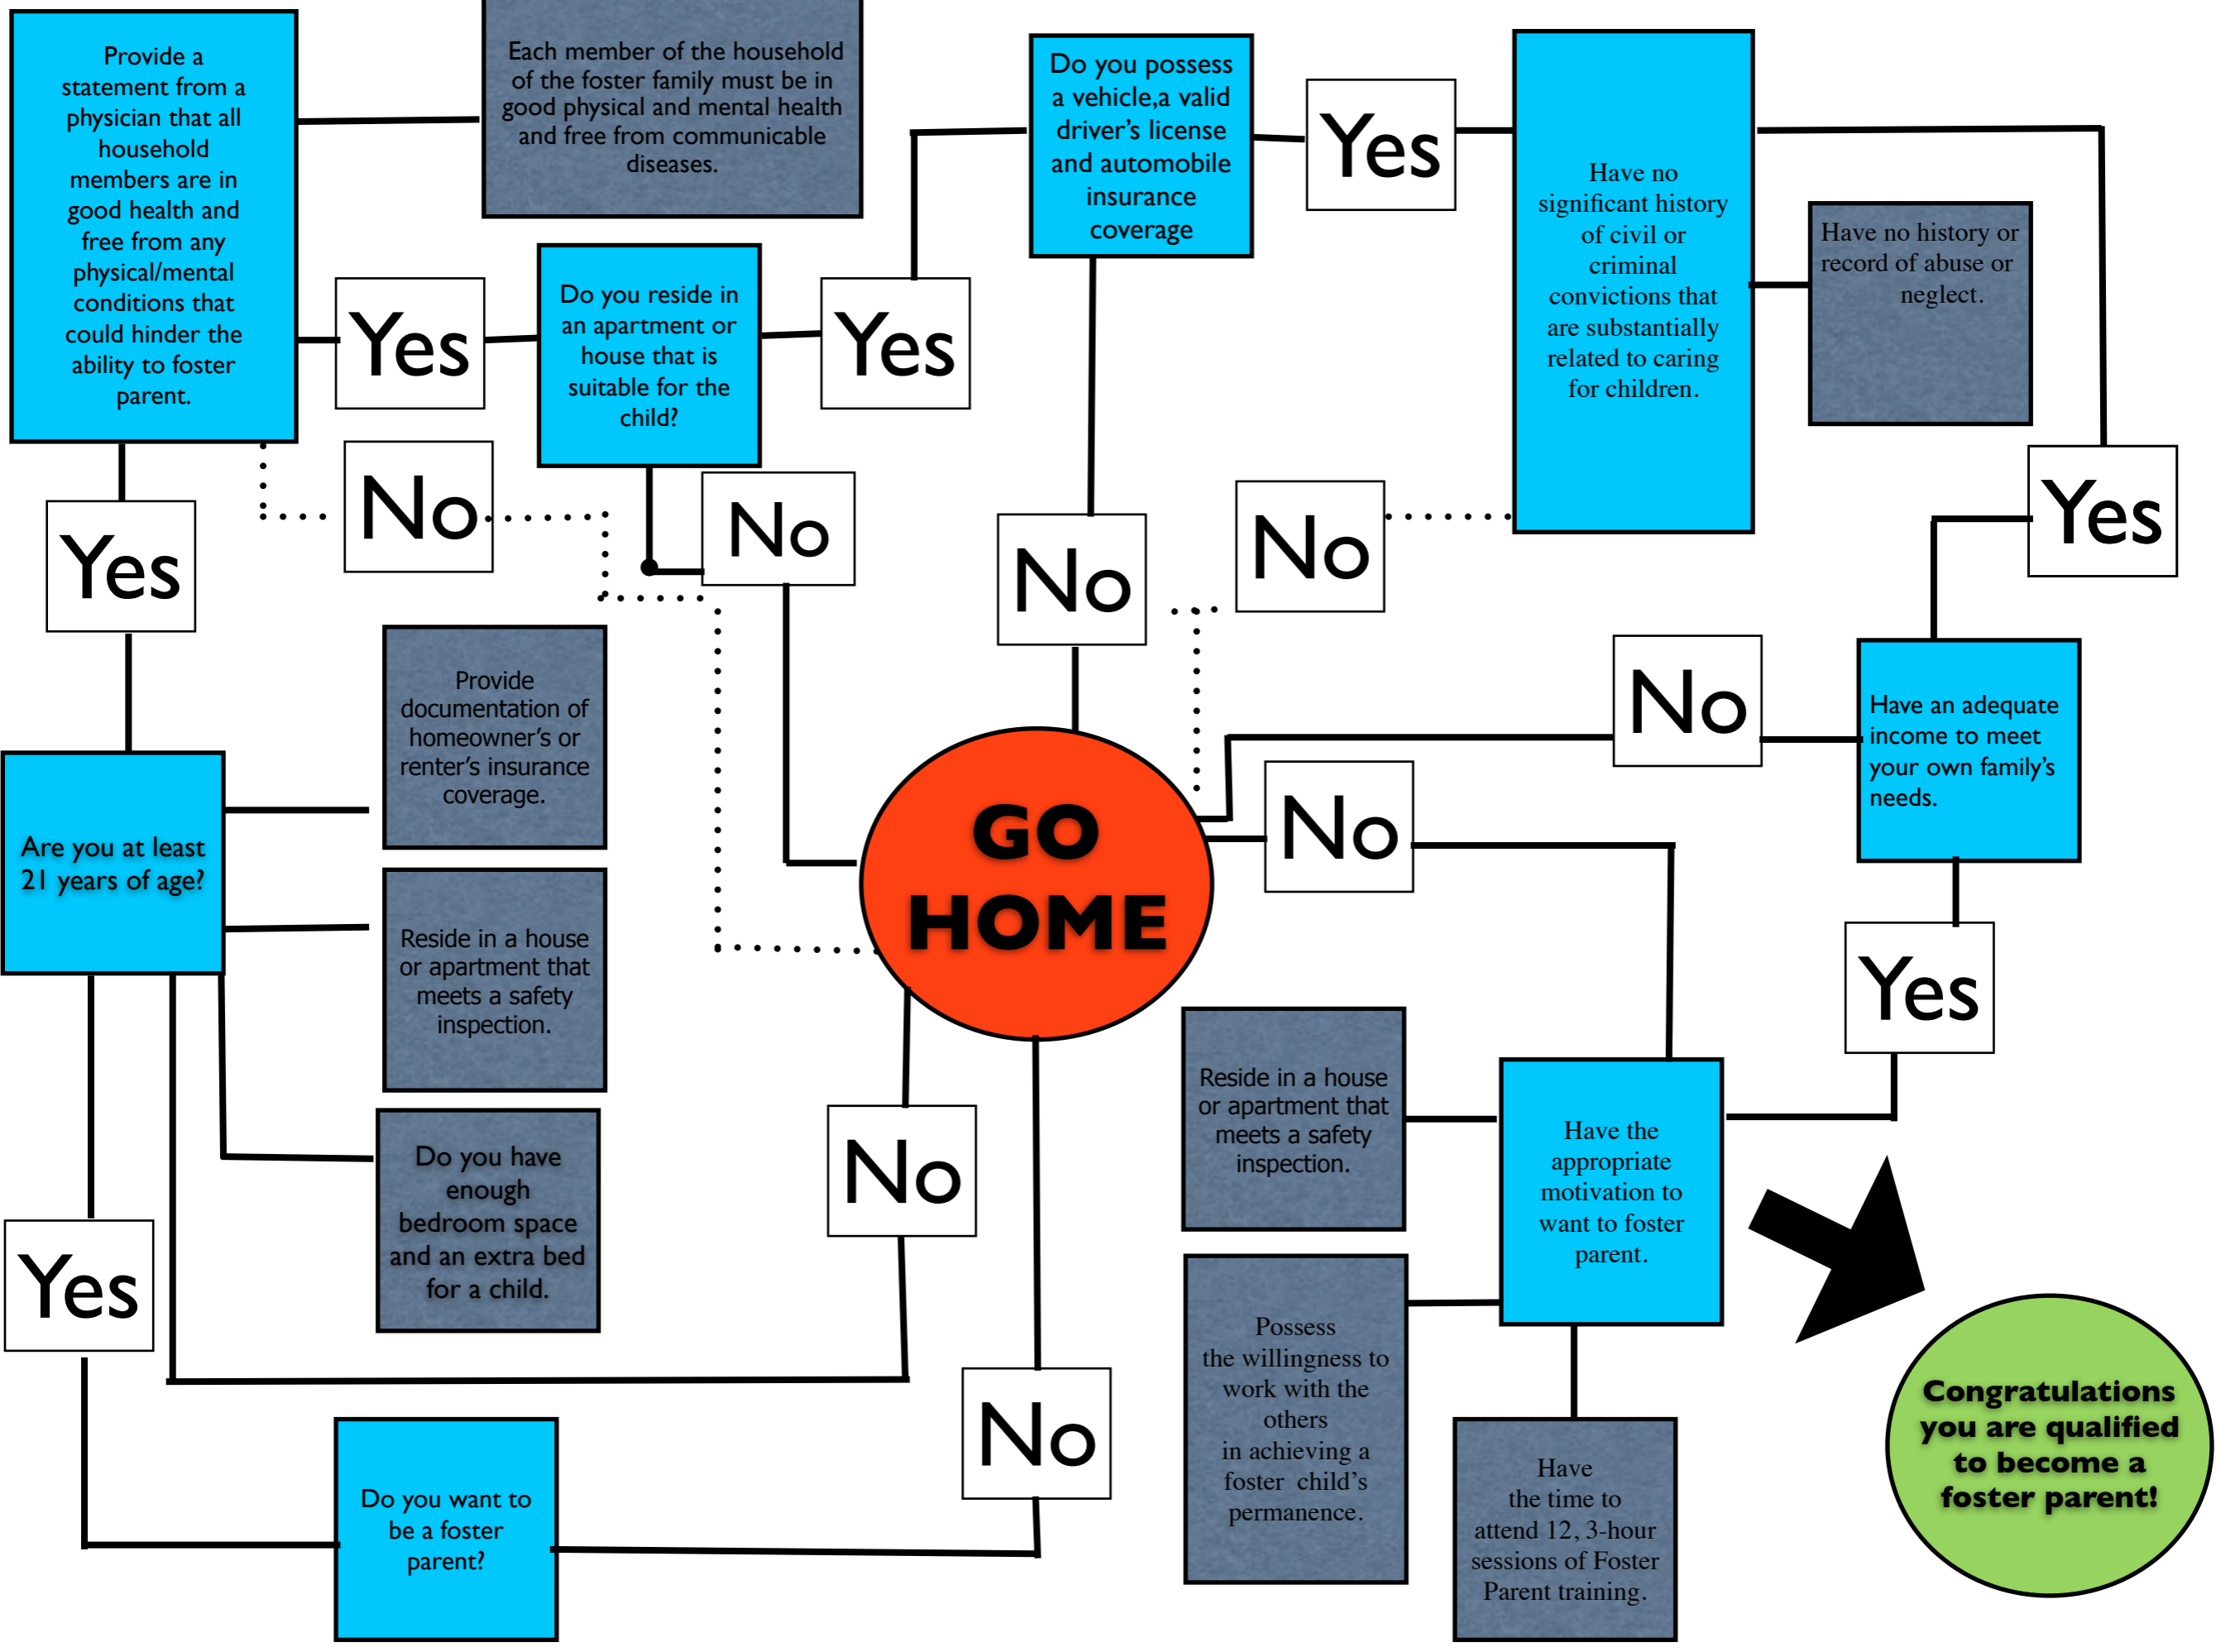 Provide a
statement from a
physician that all
household
members are in
good health and
free from any
physical/mental
conditions that
could hinder the
ability to foster
parent.
Each member of the household
of the foster family must be in
good physical and mental health
and free from communicable
diseases.
Do you possess
a vehicle,a valid
driver’s license
and automobile
insurance
coverage
Yes
Have no
significant history
of civil or
criminal
convictions that
are substantially
related to caring
for children.
Have no history or
record of abuse or
neglect.
Yes
Do you reside in
an apartment or
house that is
suitable for the
child?
Yes
No
No
No
No
Yes
Yes
Provide
documentation of
homeowner’s or
renter’s insurance
coverage.
No
Have an adequate
income to meet
your own family’s
needs.
Are you at least
21 years of age?
Reside in a house
or apartment that
meets a safety
inspection.
GO
HOME
No
Yes
Do you have
enough
bedroom space
and an extra bed
for a child.
No
Reside in a house
or apartment that
meets a safety
inspection.
Have the
appropriate
motivation to
want to foster
parent.
Yes
No
Possess
the willingness to
work with the
others
in achieving a
foster child’s
permanence.
Congratulations
you are qualified
to become a
foster parent!
Do you want to
be a foster
parent?
Have
the time to
attend 12, 3-hour
sessions of Foster
Parent training.